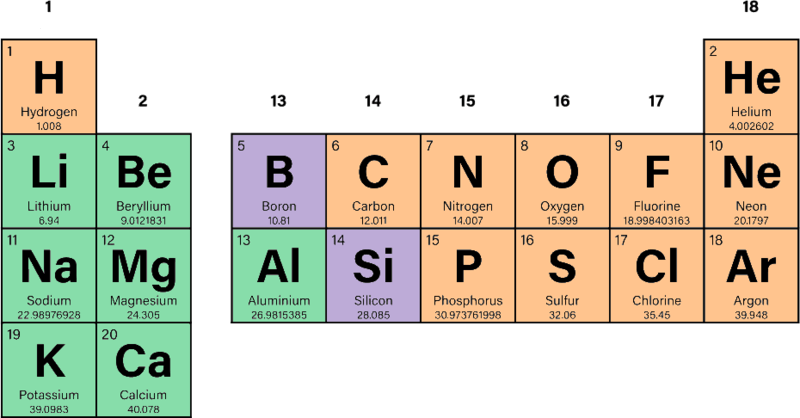 1 18
1 2
H He
Hydrogen Helium
1.008 4.002602
2 13 14 15 16 17
3 4 5 6 7 8 9 10
Li Be B C N O F Ne
Lithium Beryllium Boron Carbon Nitrogen Oxygen Fluorine Neon
6.94 9.0121831 10.81 12.011 14.007 15.999 18.998403163 20.1797
11 12 13 14 15 16 17 18
Na Mg Al Si P S Cl Ar
Sodium Magnesium Aluminium Silicon Phosphorus Sulfur Chlorine Argon
22.98976928 24.305 26.9815385 28.085 30.973761998 32.06 35.45 39.948
19 20
K Ca
Potassium Calcium
39.0983 40.078